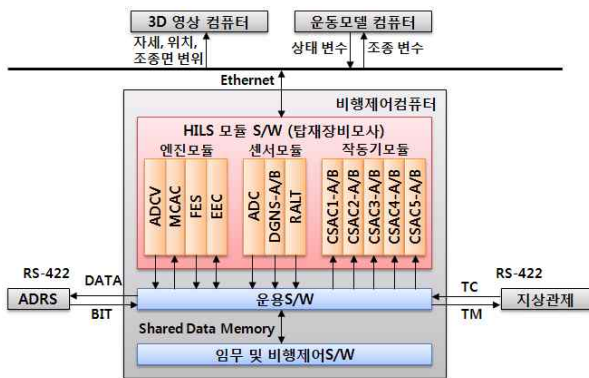 3D 영상 컴퓨터
운동모델 컴퓨터
자세, 위치,
조종면 변위
상태 변수
조종 변수
Ethernet
비행제어컴퓨터
HILS 모듈 S/W (탑재장비모사)
엔진모듈
센서모듈
작동기모듈
ADCV
MCAC
FES
EEC
ADC
DGNS-A/B
RALT
CSAC1-A/B
CSAC2-A/B
CSAC3-A/B
CSAC4-A/B
CSAC5-A/B
RS-422
DATA
ADRS
BIT
운용S/W
RS-422
TC
지상관제
TM
Shared Data Memory
임무 및 비행제어S/W